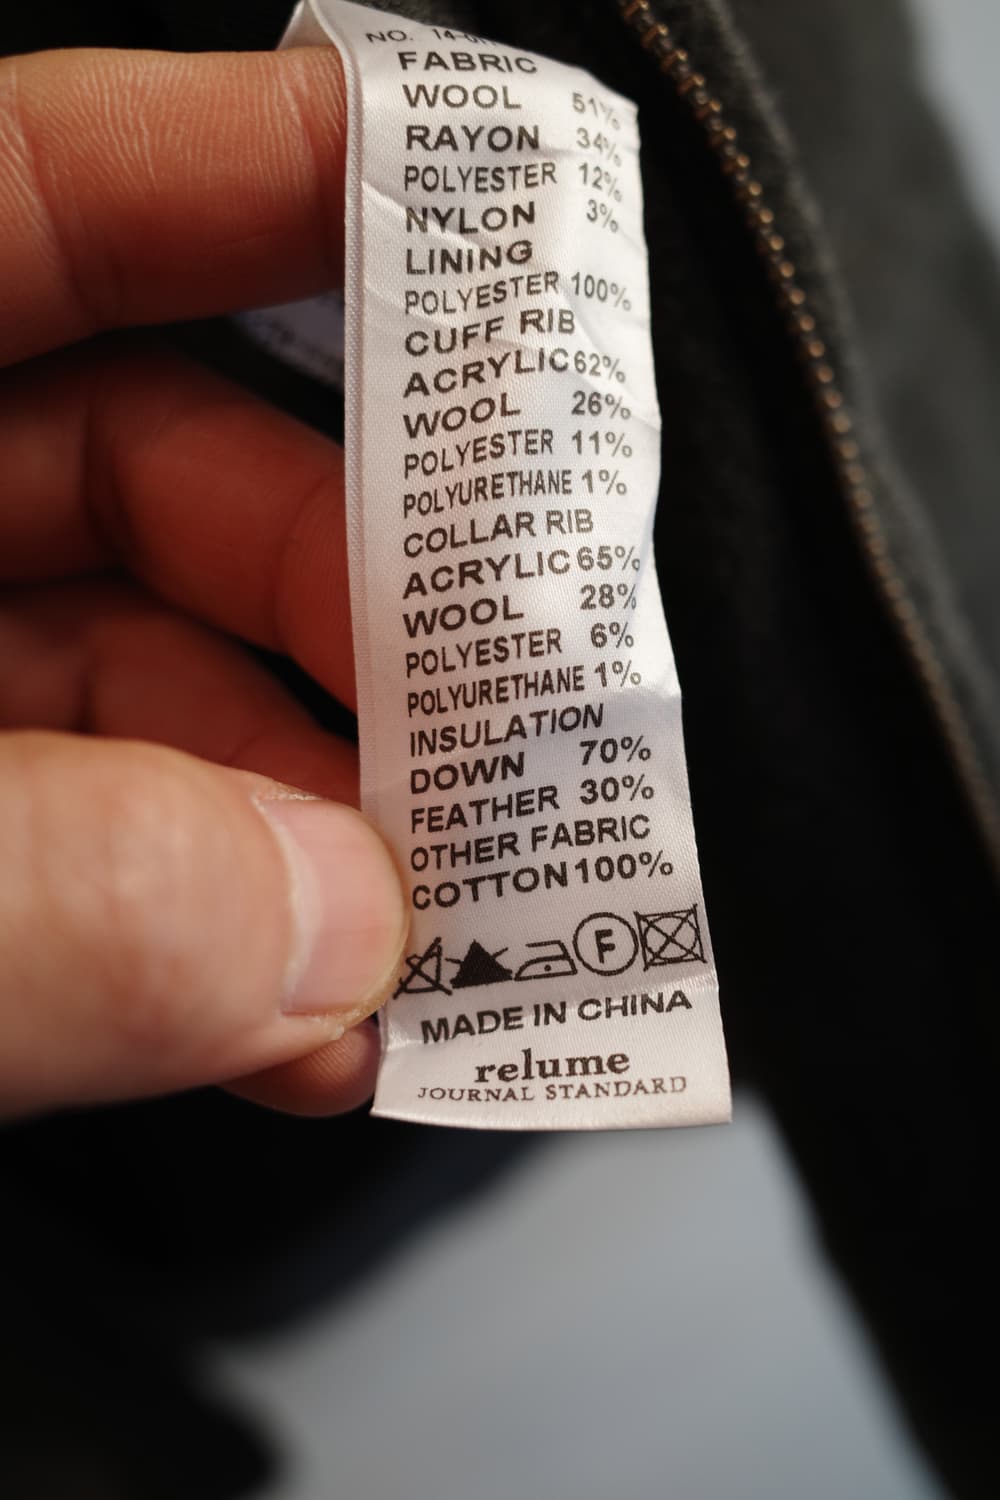 NO.
FABRIC
WOOL 51%
RAYON 34%
POLYESTER 12%
NYLON 3%
LINING
POLYESTER 100%
CUFF RIB
ACRYLIC 62%
WOOL 26%
POLYESTER 11%
POLYURETHANE 1%
COLLAR RIB
ACRYLIC 65%
WOOL 28%
POLYESTER 6%
POLYURETHANE 1%
INSULATION
DOWN 70%
FEATHER 30%
OTHER FABRIC
COTTON 100%
F
MADE IN CHINA
relume
JOURNAL STANDARD